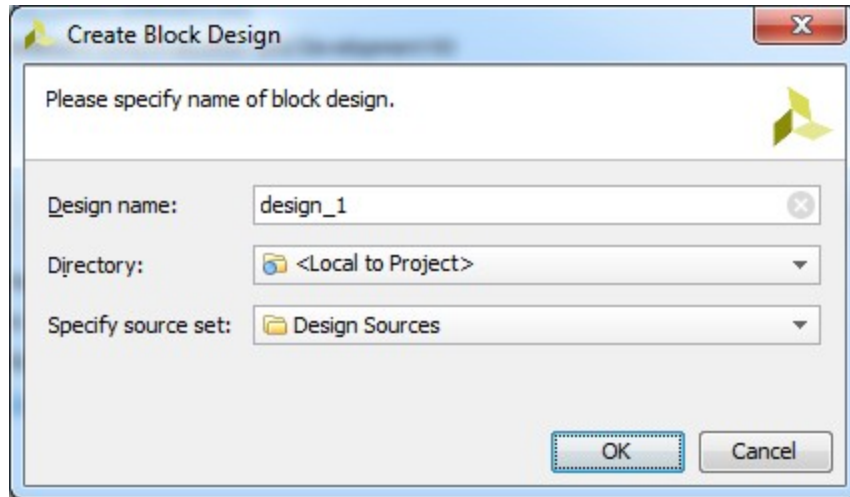 Create Block Design
Please specify name of block design.
Design name: design_1
Directory: <Local to Project>
Specify source set: Design Sources
OK Cancel